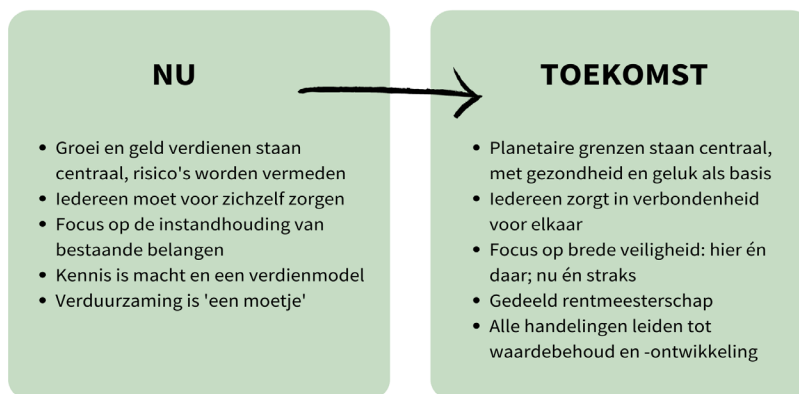 NU
• Groei en geld verdienen staan
centraal, risico's worden vermeden
• Iedereen moet voor zichzelf zorgen
• Focus op de instandhouding van
bestaande belangen
• Kennis is macht en een verdienmodel
• Verduurzaming is 'een moetje'
TOEKOMST
• Planetaire grenzen staan centraal,
met gezondheid en geluk als basis
• Iedereen zorgt in verbondenheid
voor elkaar
• Focus op brede veiligheid: hier én
daar; nu én straks
• Gedeeld rentmeesterschap
• Alle handelingen leiden tot
waardebehoud en -ontwikkeling